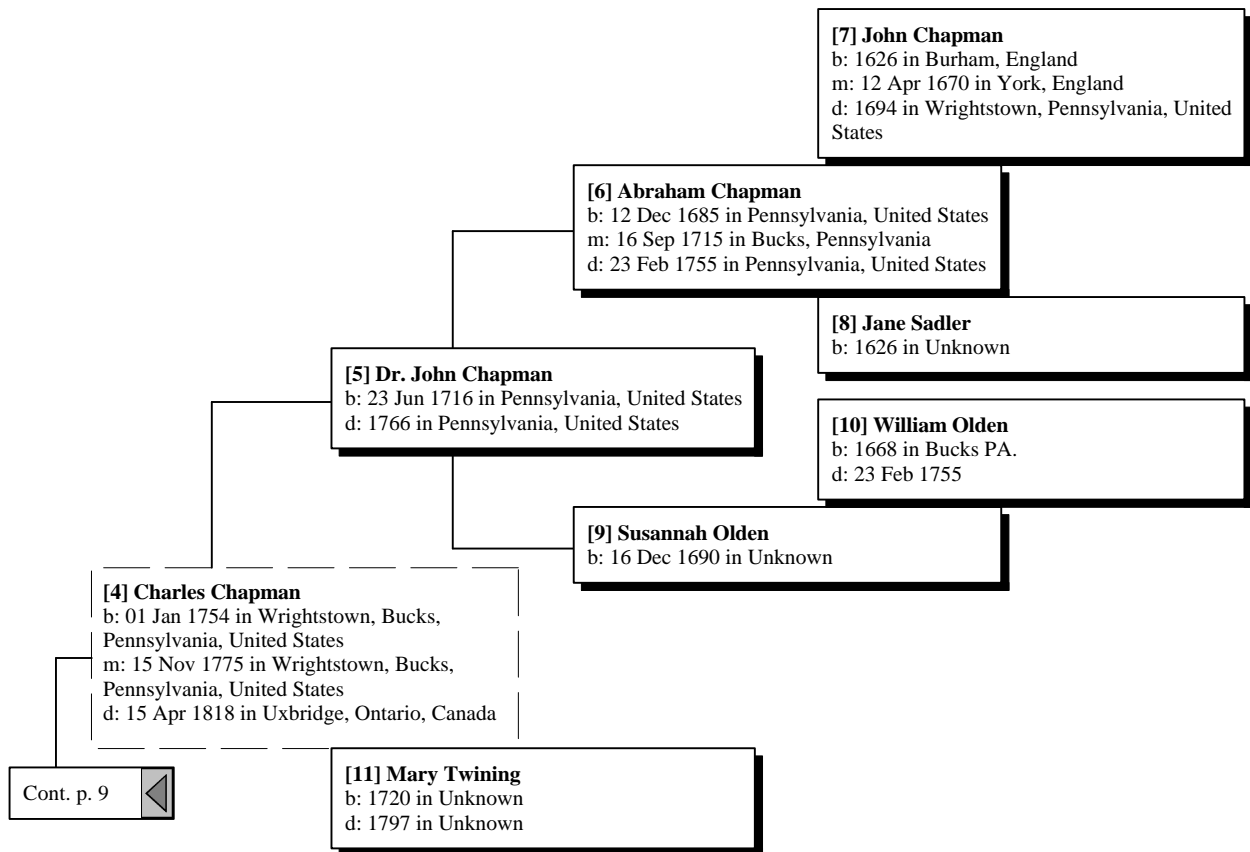 [7] John Chapman
b: 1626 in Burham, England
m: 12 Apr 1670 in York, England
d: 1694 in Wrightstown, Pennsylvania, United
States
[6] Abraham Chapman
b: 12 Dec 1685 in Pennsylvania, United States
m: 16 Sep 1715 in Bucks, Pennsylvania
d: 23 Feb 1755 in Pennsylvania, United States
[8] Jane Sadler
b: 1626 in Unknown
[5] Dr. John Chapman
b: 23 Jun 1716 in Pennsylvania, United States
d: 1766 in Pennsylvania, United States
[10] William Olden
b: 1668 in Bucks PA.
d: 23 Feb 1755
[9] Susannah Olden
b: 16 Dec 1690 in Unknown
[4] Charles Chapman
b: 01 Jan 1754 in Wrightstown, Bucks,
Pennsylvania, United States
m: 15 Nov 1775 in Wrightstown, Bucks,
Pennsylvania, United States
d: 15 Apr 1818 in Uxbridge, Ontario, Canada
Cont. p. 9
[11] Mary Twining
b: 1720 in Unknown
d: 1797 in Unknown